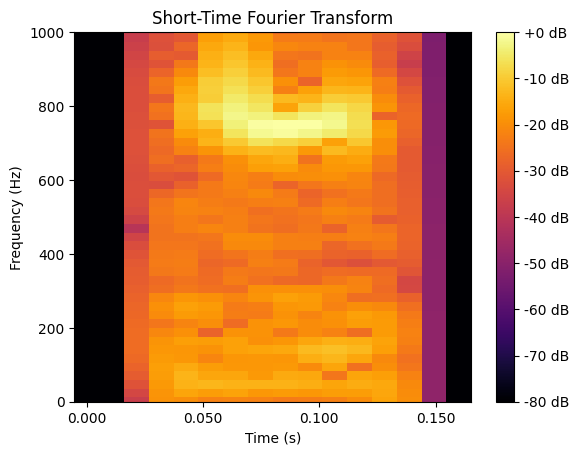 Short-Time Fourier Transform
1000
800
600
400
200
0
Frequency (Hz)
0.000
0.050
0.100
0.150
Time (s)
+0 dB
-10 dB
-20 dB
-30 dB
-40 dB
-50 dB
-60 dB
-70 dB
-80 dB